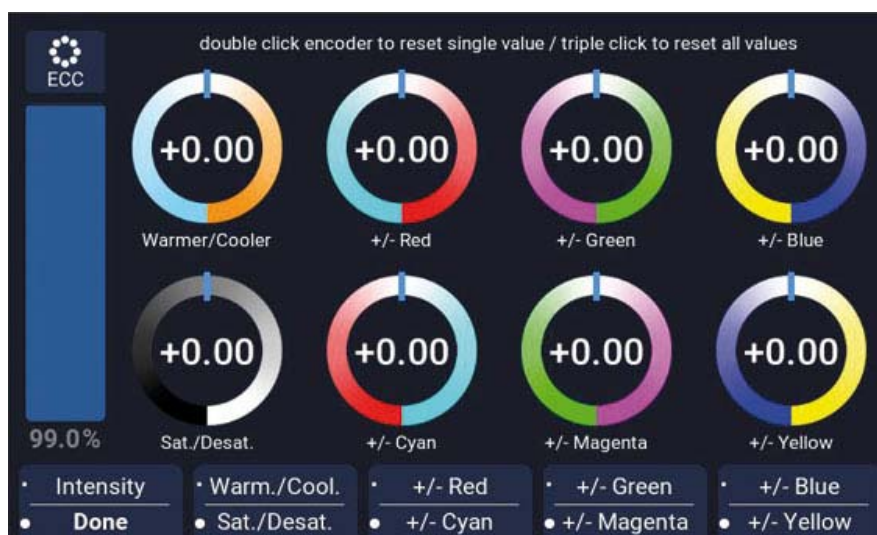 double click encoder to reset single value / triple click to reset all values
ECC
+0.00 +0.00 +0.00 +0.00
Warmer/Cooler +/- Red +/- Green +/- Blue
+0.00 +0.00 +0.00 +0.00
99.0% Sat./Desat. +/- Cyan +/- Magenta +/- Yellow
Intensity Warm./Cool. +/- Red +/- Green +/- Blue
Done Sat./Desat. +/- Cyan +/- Magenta +/- Yellow